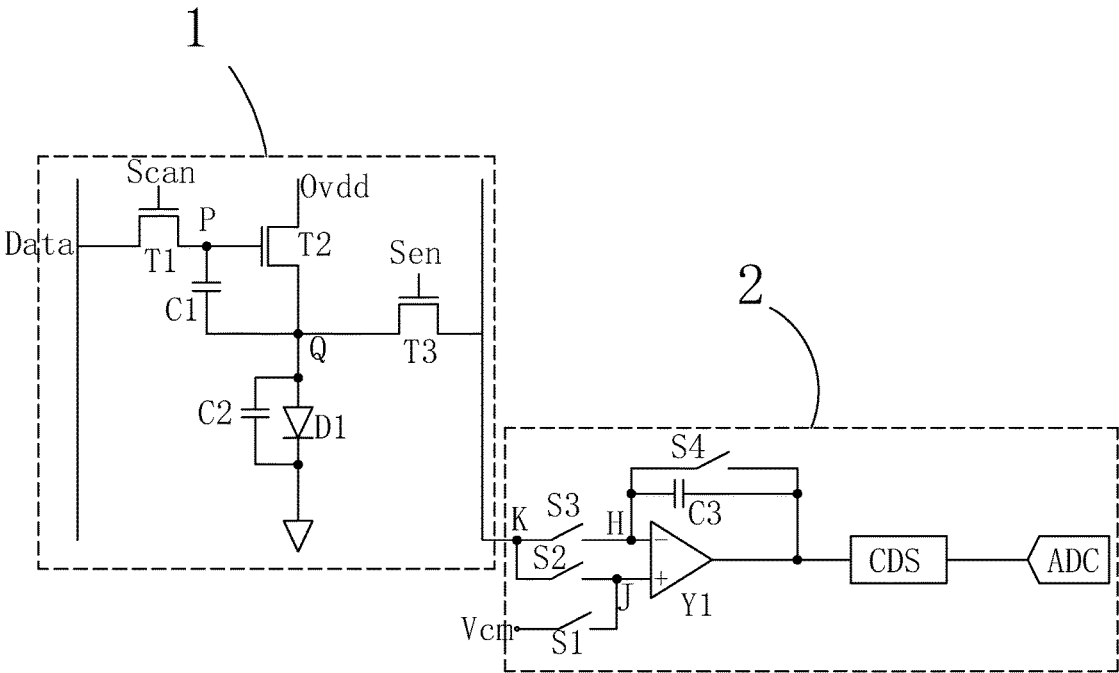 1
Scan
Ovdd
P
Data
T1
T2
Sen
C1
Q
T3
2
C2
D1
S4
C3
K
S3
H
S2
CDS
ADC
J
Y1
Vcm
S1
−
+